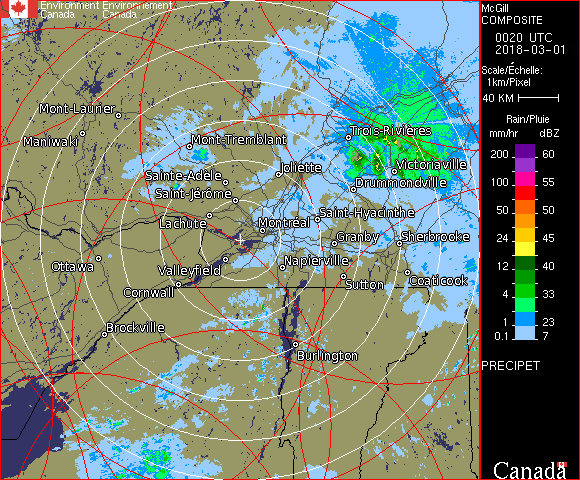 Environment Environnement
Canada Canada
McGill
COMPOSITE
0020 UTC
2018-03-01
Scale/Échelle:
1km/Pixel
40 KM
Rain/Pluie
mm/hr dBZ
200 60
100 55
50 50
24 45
12 40
4 33
1 23
0.1 7
PRECIPET
Canada
Mont-Laurier
Maniwaki
Mont-Tremblant
Trois-Rivières
Joliette
Victoriaville
Sainte-Adèle
Drummondville
Saint-Jérôme
Saint-Hyacinthe
Lachute
Montréal
Granby
Sherbrooke
Ottawa
Valleyfield
Napierville
Cornwall
Sutton
Coaticook
Brockville
Burlington